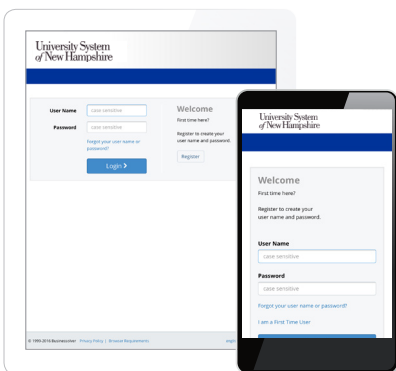 University System
of New Hampshire
User Name
case sensitive
Password
case sensitive
Forgot your user name or
password?
Login
Welcome
First time here?
Register to create your
user name and password.
Register
© 1999-2016 Businessolver Privacy Policy | Browser Requirements
University System
of New Hampshire
Welcome
First time here?
Register to create your
user name and password.
User Name
case sensitive
Password
case sensitive
Forgot your user name or password?
I am a First Time User